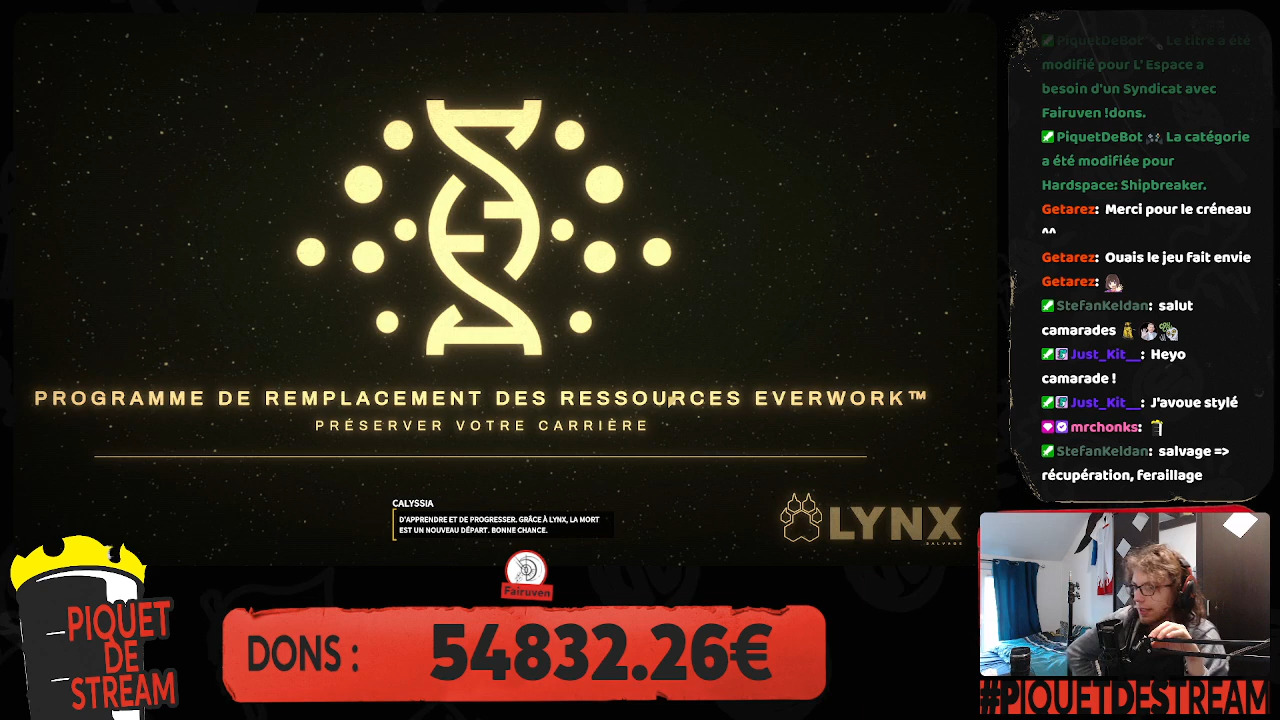 PROGRAMME DE REMPLACEMENT DES RESSOURCES EVERWORK™
PRÉSERVER VOTRE CARRIÈRE
CALYSSIA
D'APPRENDRE ET DE PROGRESSER. GRÂCE À LYNX, LA MORT
EST UN NOUVEAU DÉPART. BONNE CHANCE.
LYNX
SALVAGE
Fairuven
PIQUET
DE
STREAM
DONS : 54832.26€
PiquetDeBot Le titre a été
modifié pour L' Espace a
besoin d'un Syndicat avec
Fairuven !dons.
PiquetDeBot La catégorie
a été modifiée pour
Hardspace: Shipbreaker.
Getarez: Merci pour le créneau
^^
Getarez: Ouais le jeu fait envie
Getarez:
StefanKeldan: salut
camarades
Just_Kit__: Heyo
camarade !
Just_Kit__: J'avoue stylé
mrchonks:
StefanKeldan: salvage =>
récupération, feraillage
#PIQUETDESTREAM